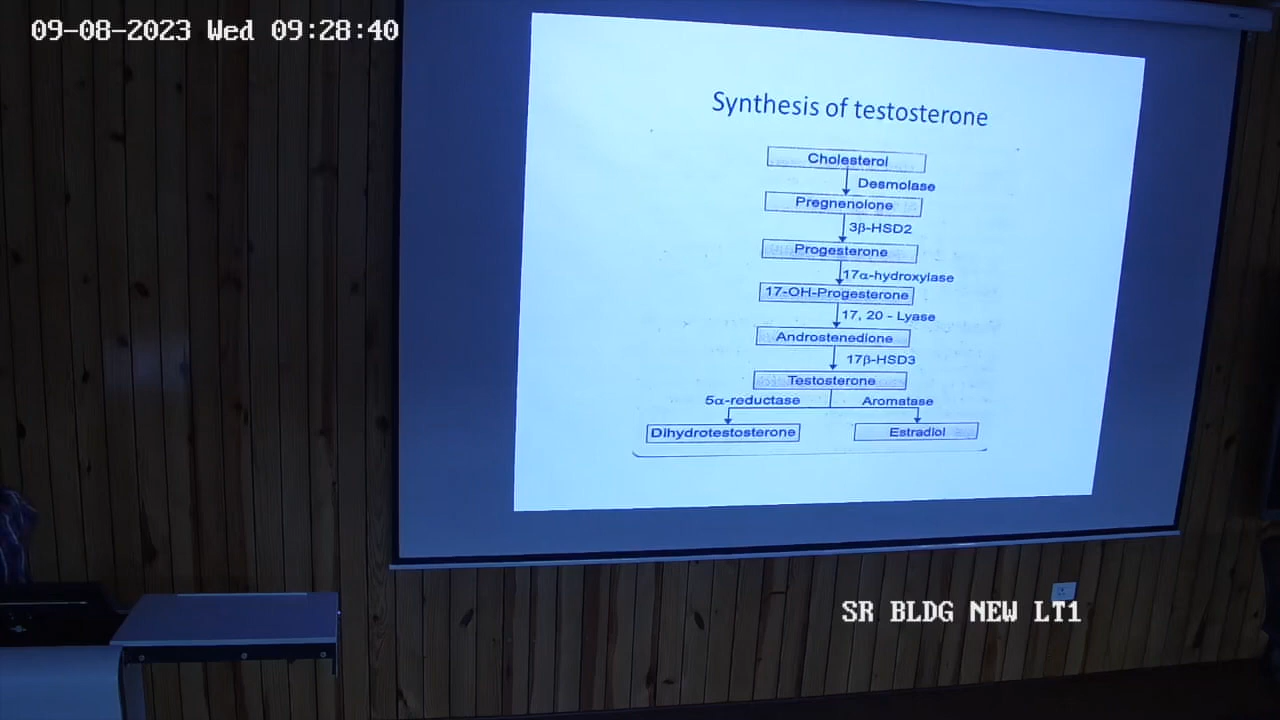 09-08-2023 Wed 09:28:40
Synthesis of testosterone
Cholesterol
Desmolase
Pregnenolone
3β-HSD2
Progesterone
17α-hydroxylase
17-OH-Progesterone
17, 20 - Lyase
Androstenedione
17β-HSD3
Testosterone
5α-reductase Aromatase
Dihydrotestosterone Estradiol
SR BLDG NEW LT1